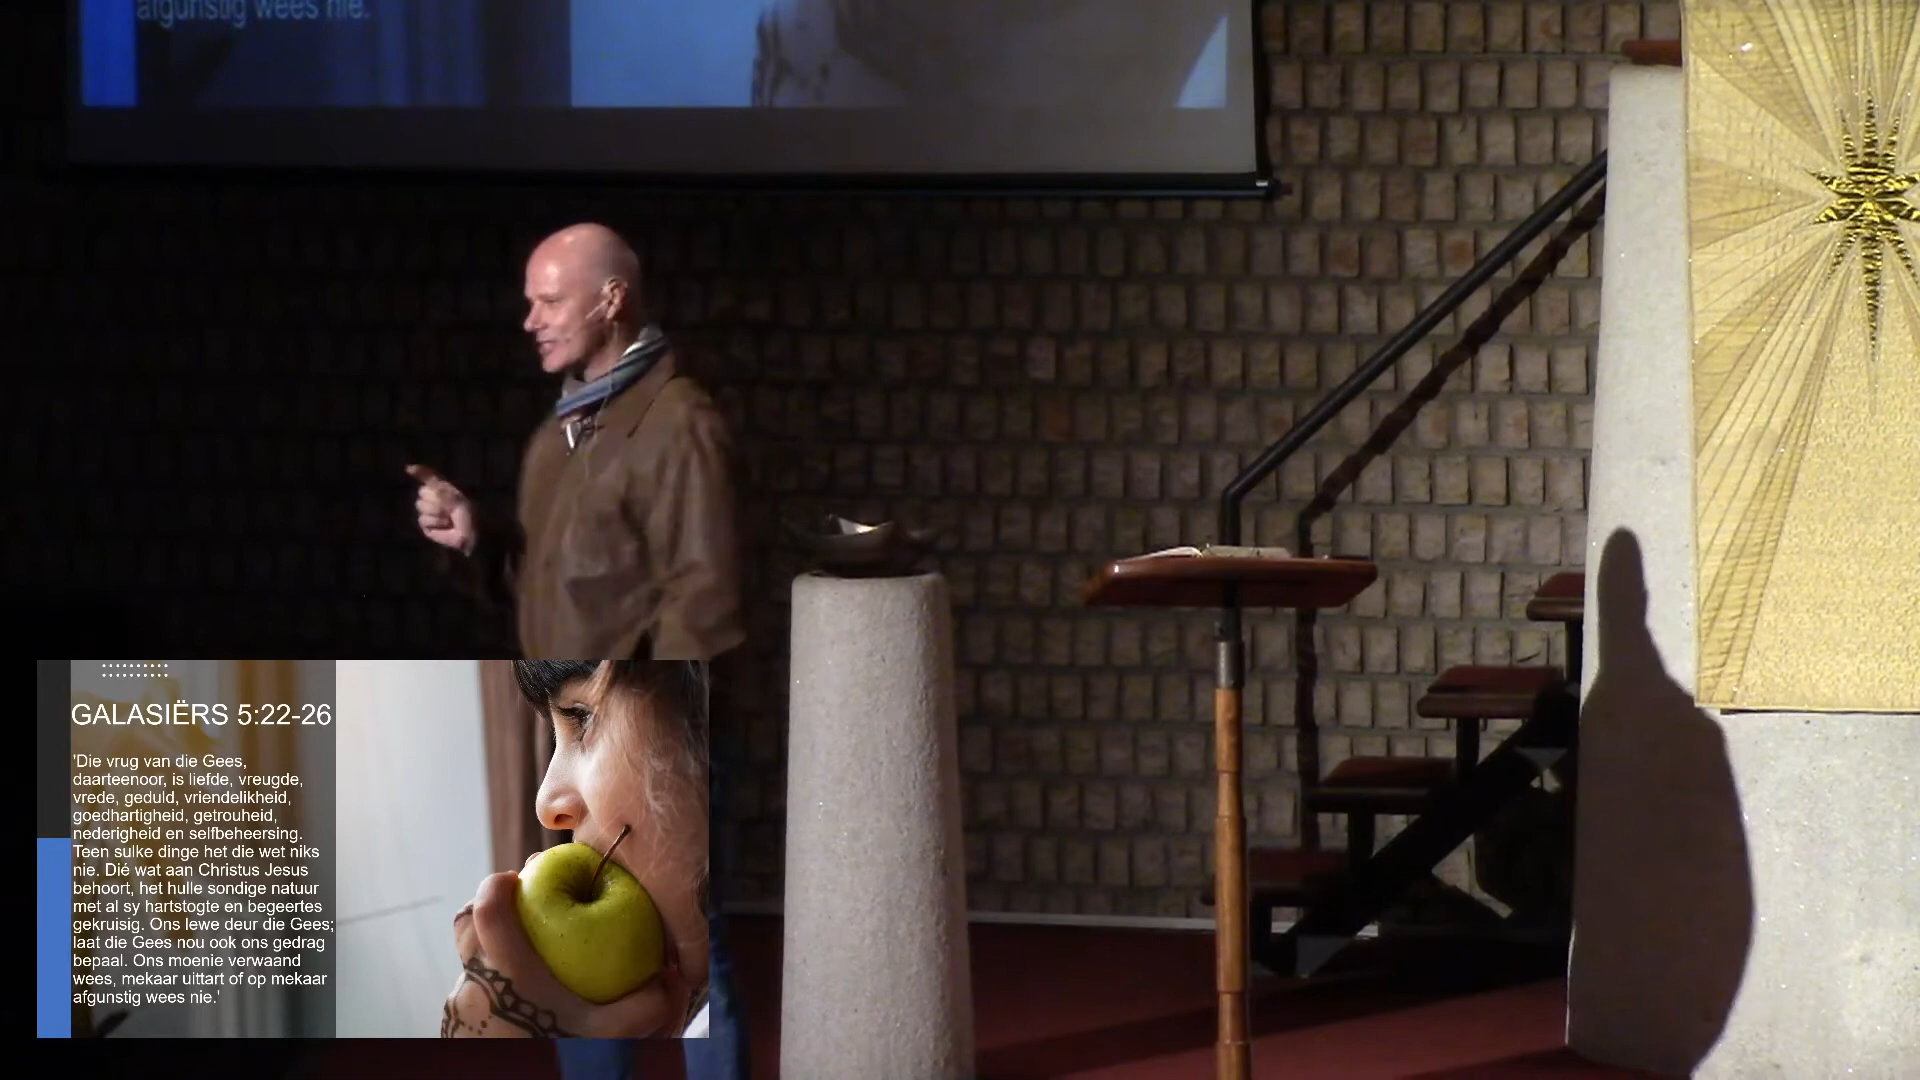 afgunstig wees nie.
GALASIËRS 5:22-26
'Die vrug van die Gees,
daarteenoor, is liefde, vreugde,
vrede, geduld, vriendelikheid,
goedhartigheid, getrouheid,
nederigheid en selfbeheersing.
Teen sulke dinge het die wet niks
nie. Dié wat aan Christus Jesus
behoort, het hulle sondige natuur
met al sy hartstogte en begeertes
gekruisig. Ons lewe deur die Gees;
laat die Gees nou ook ons gedrag
bepaal. Ons moenie verwaand
wees, mekaar uittart of op mekaar
afgunstig wees nie.'